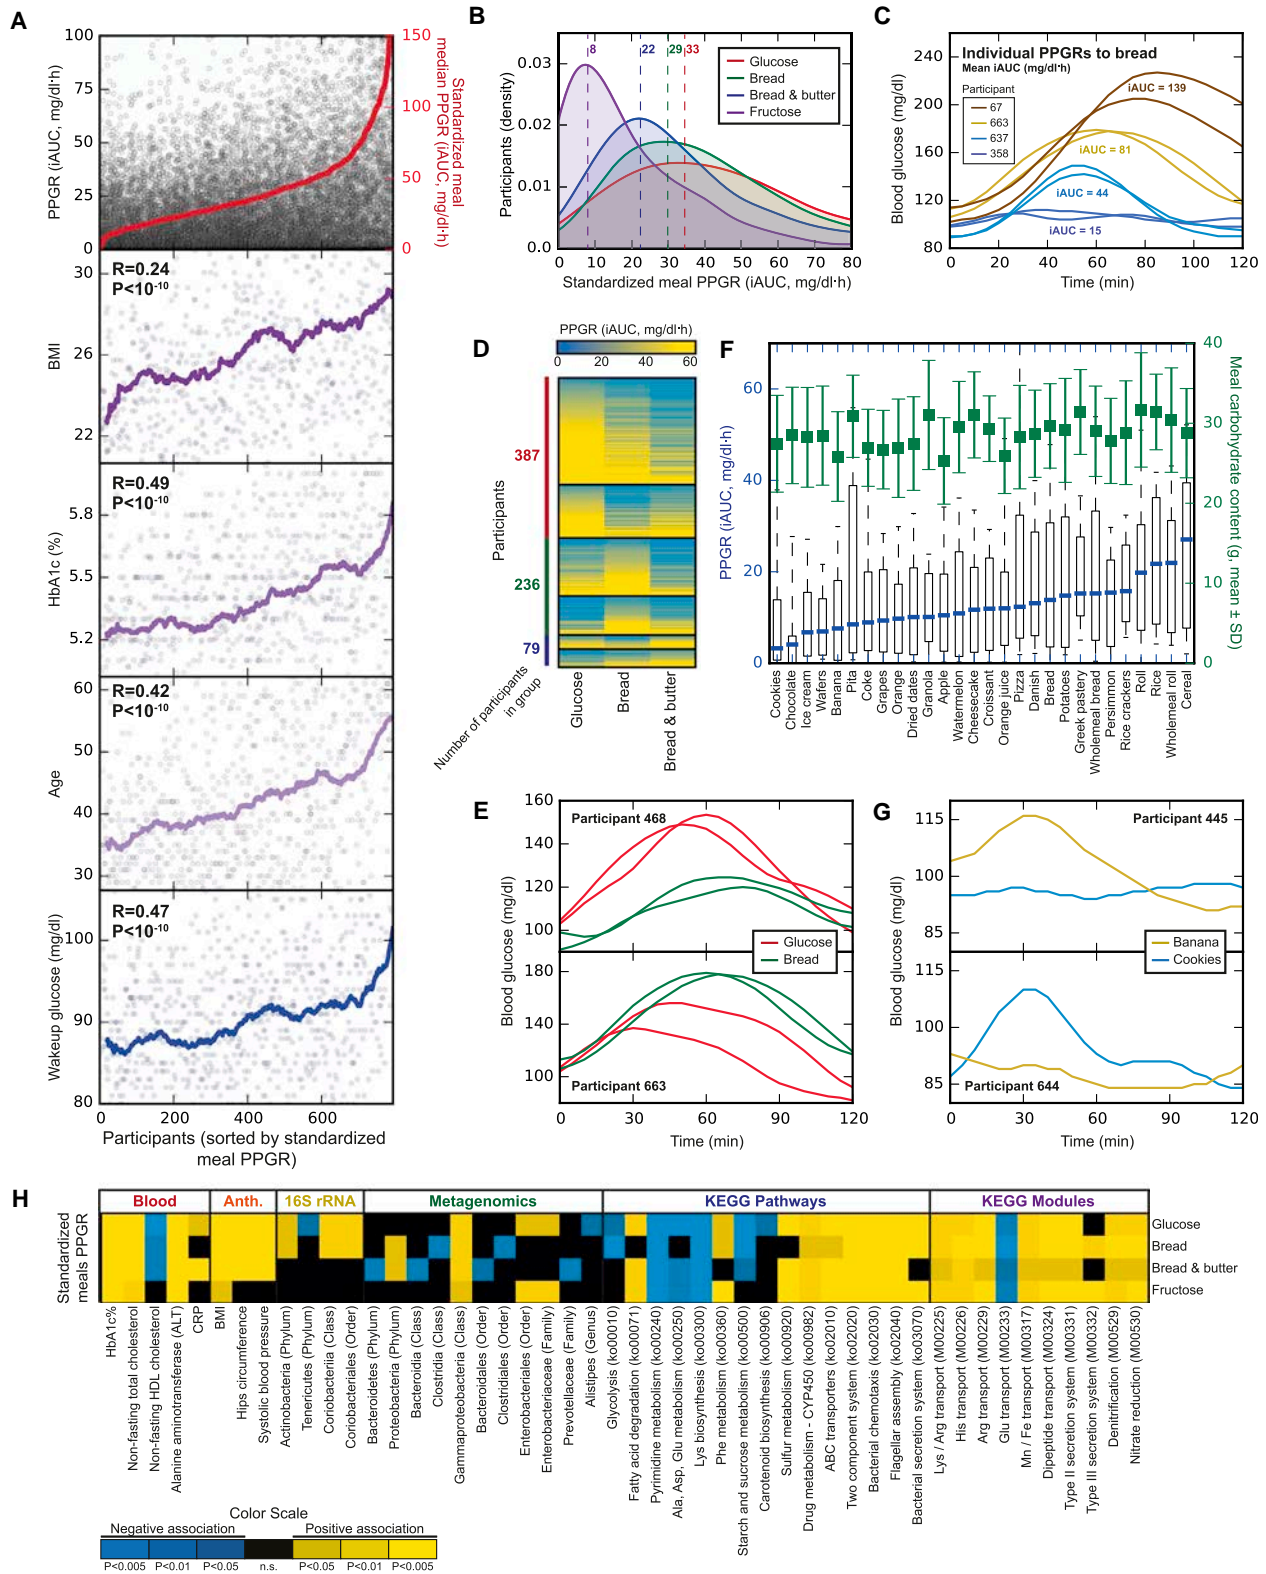 A
100
75
50
25
0
PPGR (iAUC, mg/dl·h)
150
100
50
0
Standardized meal
median PPGR (iAUC, mg/dl·h)
R=0.24
P<10-10
30
26
22
BMI
R=0.49
P<10-10
5.8
5.5
5.2
HbA1c (%)
R=0.42
P<10-10
60
50
40
30
Age
R=0.47
P<10-10
100
90
80
Wakeup glucose (mg/dl)
0
200
400
600
Participants (sorted by standardized
meal PPGR)
B
0.03
0.02
0.01
0.0
Participants (density)
8
22
29
33
Glucose
Bread
Bread & butter
Fructose
0 10 20 30 40 50 60 70 80
Standardized meal PPGR (iAUC, mg/dl·h)
C
240
200
160
120
80
Blood glucose (mg/dl)
Individual PPGRs to bread
Mean iAUC (mg/dl·h)
Participant
67
663
637
358
iAUC = 139
iAUC = 81
iAUC = 44
iAUC = 15
0 20 40 60 80 100 120
Time (min)
D
PPGR (iAUC, mg/dl·h)
0 20 40 60
Participants
387
236
79
Number of participants
in group
Glucose
Bread
Bread & butter
F
60
40
20
0
PPGR (iAUC, mg/dl·h)
40
30
20
10
0
Meal carbohydrate content (g, mean ± SD)
Cookies
Chocolate
Ice cream
Wafers
Banana
Pita
Coke
Grapes
Orange
Dried dates
Granola
Apple
Watermelon
Cheesecake
Croissant
Orange juice
Pizza
Danish
Bread
Potatoes
Greek pastery
Wholemeal bread
Persimmon
Rice crackers
Roll
Rice
Wholemeal roll
Cereal
E
160
140
120
100
Participant 468
Glucose
Bread
180
140
100
Participant 663
Blood glucose (mg/dl)
0 30 60 90 120
Time (min)
G
115
100
85
Participant 445
Banana
Cookies
115
100
85
Participant 644
Blood glucose (mg/dl)
0 30 60 90 120
Time (min)
H
Blood
Anth.
16S rRNA
Metagenomics
KEGG Pathways
KEGG Modules
Standardized
meals PPGR
Glucose
Bread
Bread & butter
Fructose
HbA1c%
Non-fasting total cholesterol
Non-fasting HDL cholesterol
Alanine aminotransferase (ALT)
CRP
BMI
Hips circumference
Systolic blood pressure
Actinobacteria (Phylum)
Tenericutes (Phylum)
Coriobacteriia (Class)
Coriobacteriales (Order)
Bacteroidetes (Phylum)
Proteobacteria (Phylum)
Bacteroidia (Class)
Clostridia (Class)
Gammaproteobacteria (Class)
Bacteroidales (Order)
Clostridiales (Order)
Enterobacteriales (Order)
Enterobacteriaceae (Family)
Prevotellaceae (Family)
Alistipes (Genus)
Glycolysis (ko00010)
Fatty acid degradation (ko00071)
Pyrimidine metabolism (ko00240)
Ala, Asp, Glu metabolism (ko00250)
Lys biosynthesis (ko00300)
Phe metabolism (ko00360)
Starch and sucrose metabolism (ko00500)
Carotenoid biosynthesis (ko00906)
Sulfur metabolism (ko00920)
Drug metabolism - CYP450 (ko00982)
ABC transporters (ko02010)
Two component system (ko02020)
Bacterial chemotaxis (ko02030)
Flagellar assembly (ko02040)
Bacterial secretion system (ko03070)
Lys / Arg transport (M00225)
His transport (M00226)
Arg transport (M00229)
Glu transport (M00233)
Mn / Fe transport (M00317)
Dipeptide transport (M00324)
Type II secretion system (M00331)
Type III secretion system (M00332)
Denitrification (M00529)
Nitrate reduction (M00530)
Color Scale
Negative association
Positive association
P<0.005 P<0.01 P<0.05 n.s. P<0.05 P<0.01 P<0.005